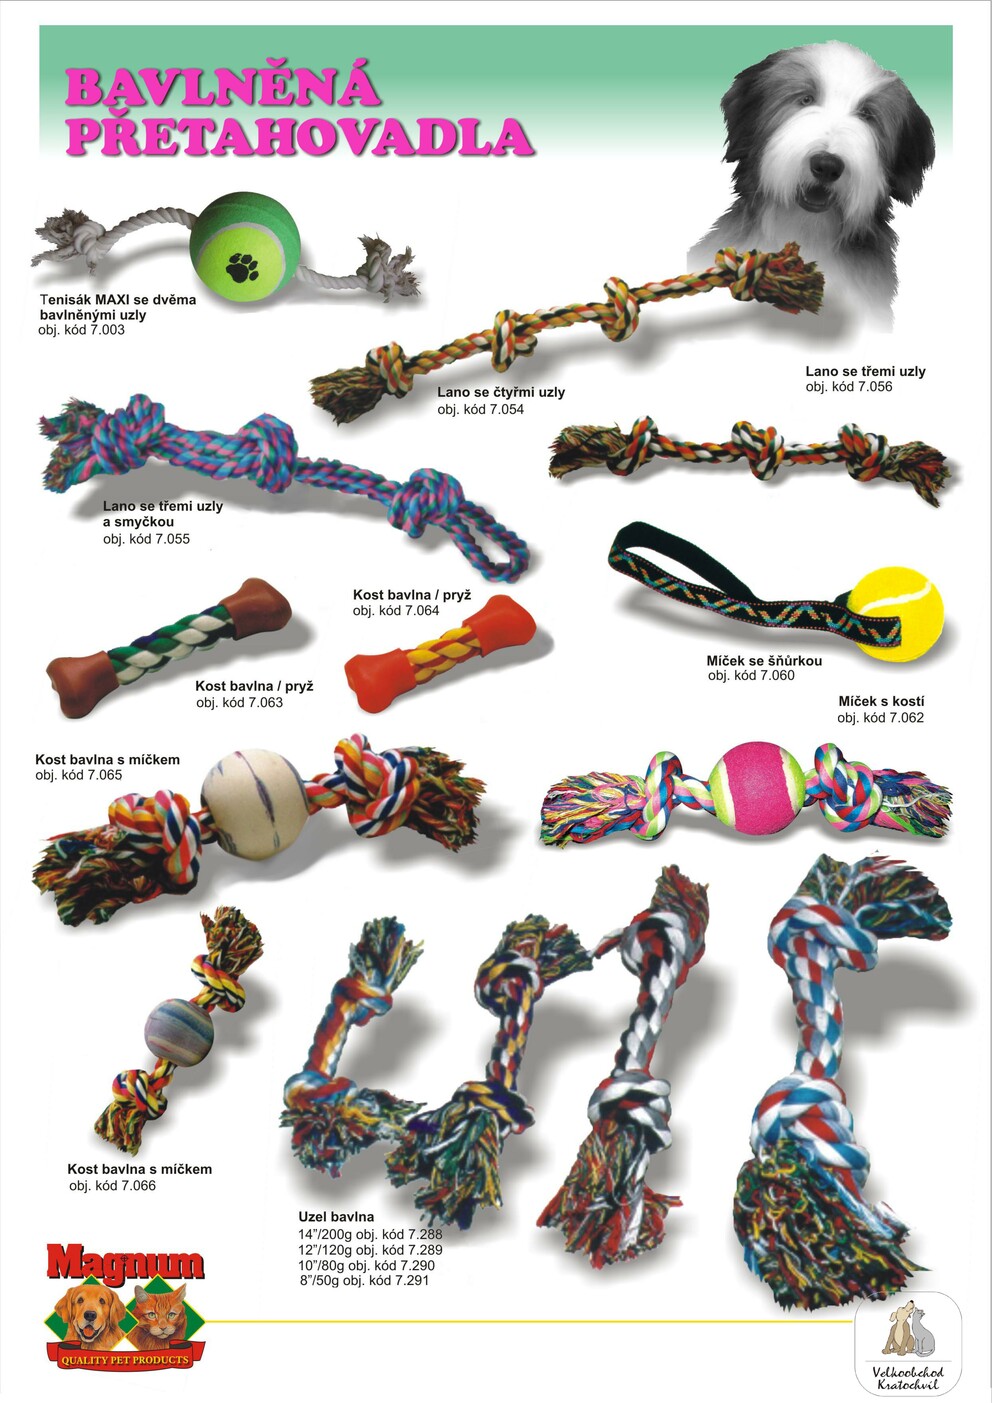 BAVLNĚNÁ
PŘETAHOVADLA
Tenisák MAXI se dvěma
bavlněnými uzly
obj. kód 7.003
Lano se čtyřmi uzly
obj. kód 7.054
Lano se třemi uzly
obj. kód 7.056
Lano se třemi uzly
a smyčkou
obj. kód 7.055
Kost bavlna / pryž
obj. kód 7.064
Kost bavlna / pryž
obj. kód 7.063
Míček se šňůrkou
obj. kód 7.060
Míček s kostí
obj. kód 7.062
Kost bavlna s míčkem
obj. kód 7.065
Kost bavlna s míčkem
obj. kód 7.066
Uzel bavlna
14”/200g obj. kód 7.288
12”/120g obj. kód 7.289
10”/80g obj. kód 7.290
8”/50g obj. kód 7.291
Magnum
QUALITY PET PRODUCTS
Velkoobchod
Kratochvíl